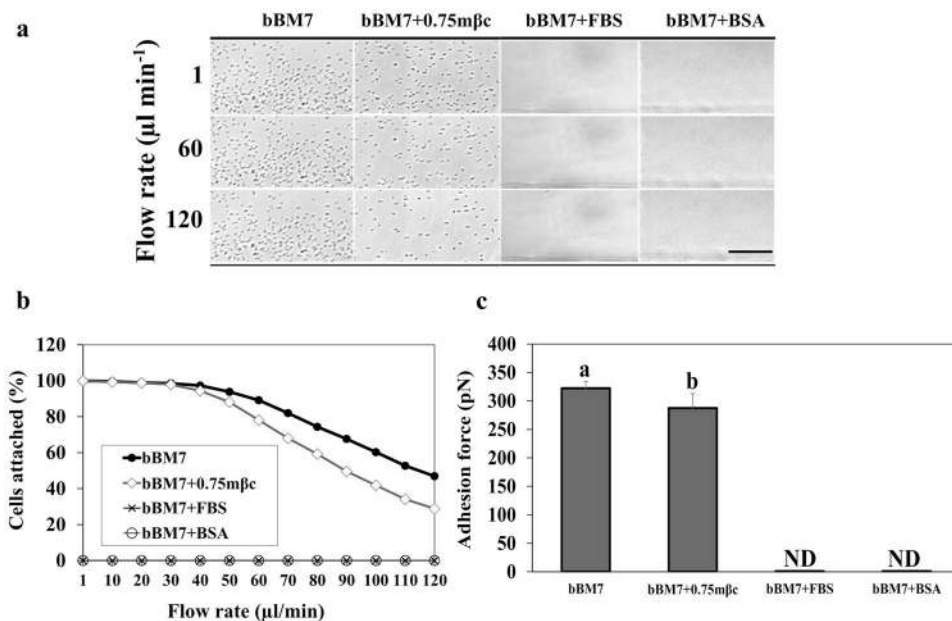 a
bBM7 bBM7+0.75mβc bBM7+FBS bBM7+BSA
Flow rate (µl min⁻¹)
1
60
120
b
Cells attached (%)
120
100
80
60
40
20
0
bBM7
bBM7+0.75mβc
bBM7+FBS
bBM7+BSA
1 10 20 30 40 50 60 70 80 90 100 110 120
Flow rate (µl/min)
c
Adhesion force (pN)
400
350
300
250
200
150
100
50
0
a b ND ND
bBM7 bBM7+0.75mβc bBM7+FBS bBM7+BSA